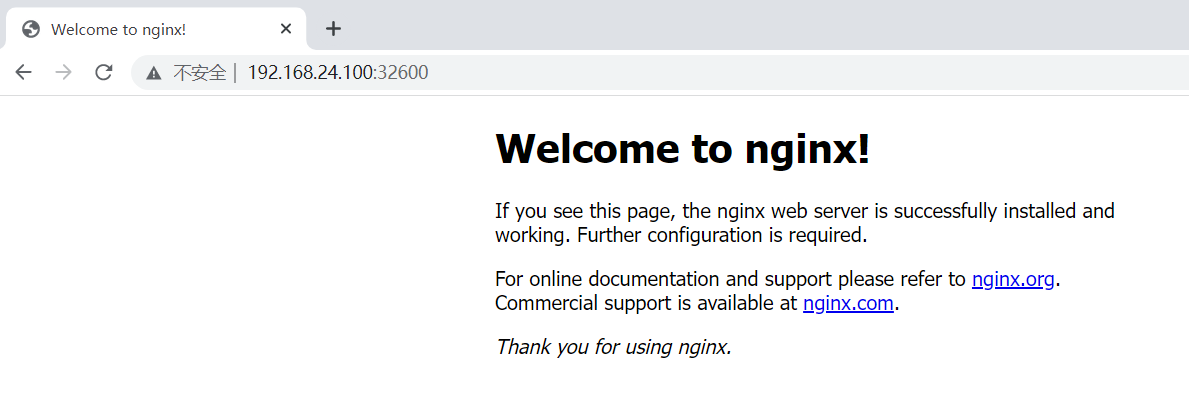 Welcome to nginx!
不安全 | 192.168.24.100:32600
Welcome to nginx!
If you see this page, the nginx web server is successfully installed and
working. Further configuration is required.
For online documentation and support please refer to nginx.org.
Commercial support is available at nginx.com.
Thank you for using nginx.